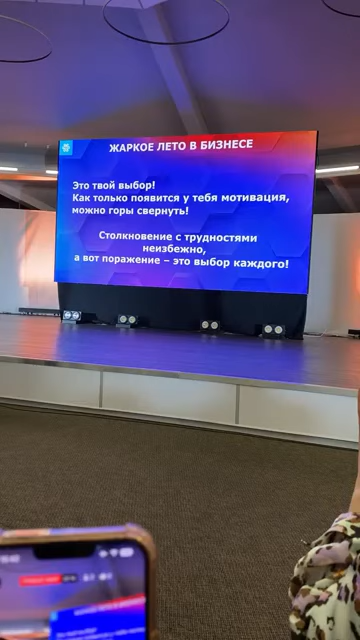 ЖАРКОЕ ЛЕТО В БИЗНЕСЕ
Это твой выбор!
Как только появится у тебя мотивация,
можно горы свернуть!
Столкновение с трудностями
неизбежно,
а вот поражение – это выбор каждого!